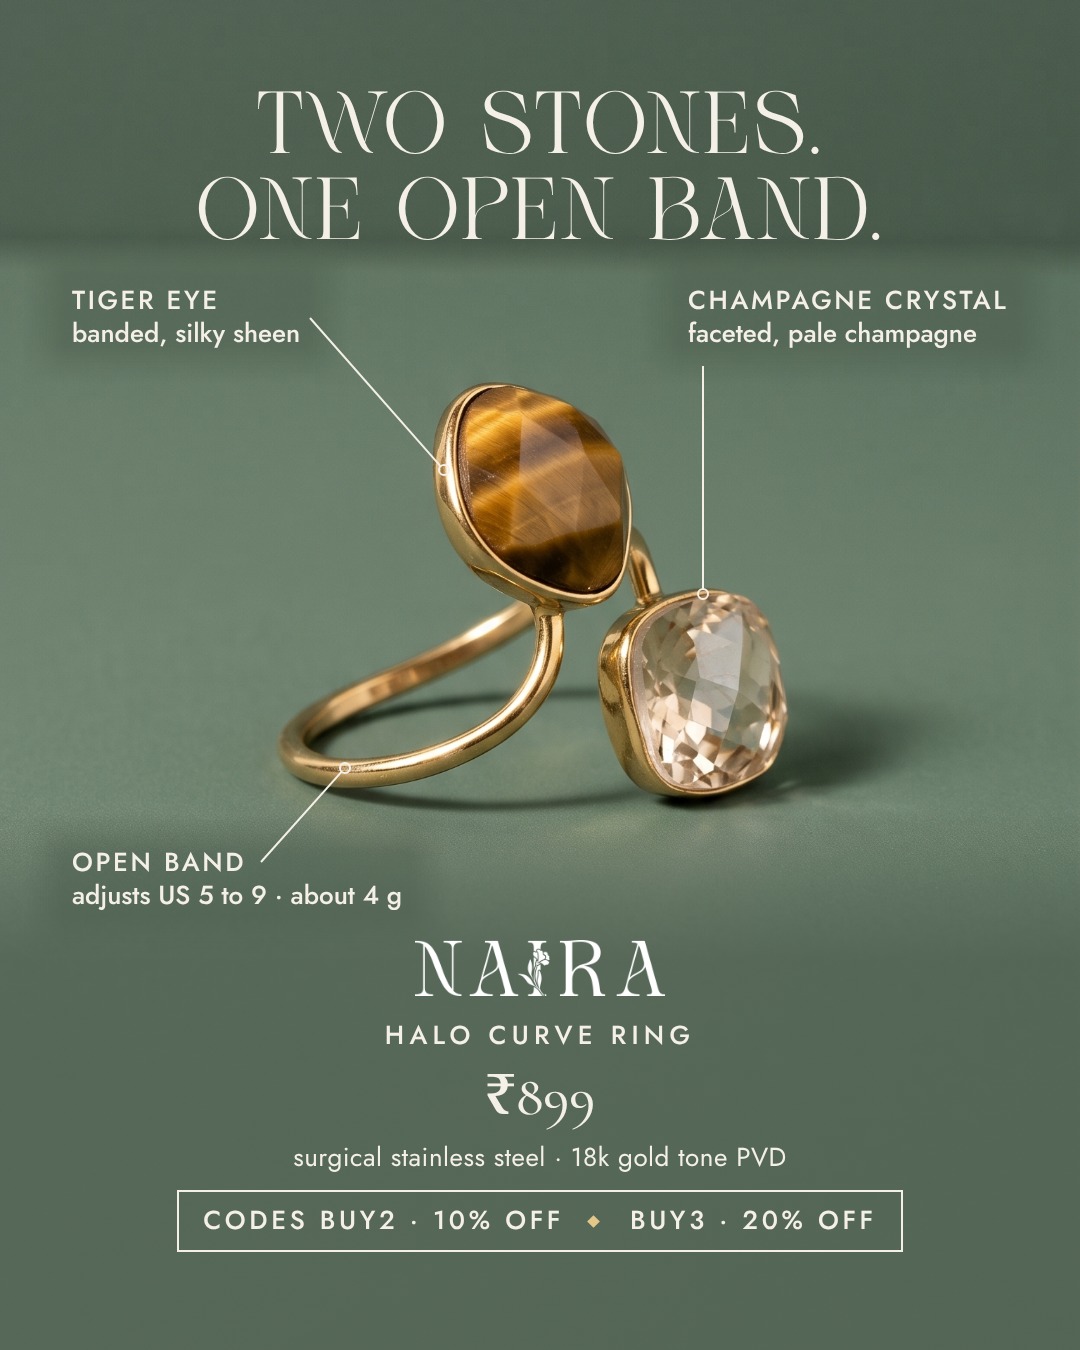 TWO STONES.
ONE OPEN BAND.
TIGER EYE
banded, silky sheen
CHAMPAGNE CRYSTAL
faceted, pale champagne
OPEN BAND
adjusts US 5 to 9 · about 4 g
NAIRA
HALO CURVE RING
₹899
surgical stainless steel · 18k gold tone PVD
CODES BUY2 · 10% OFF ◆ BUY3 · 20% OFF